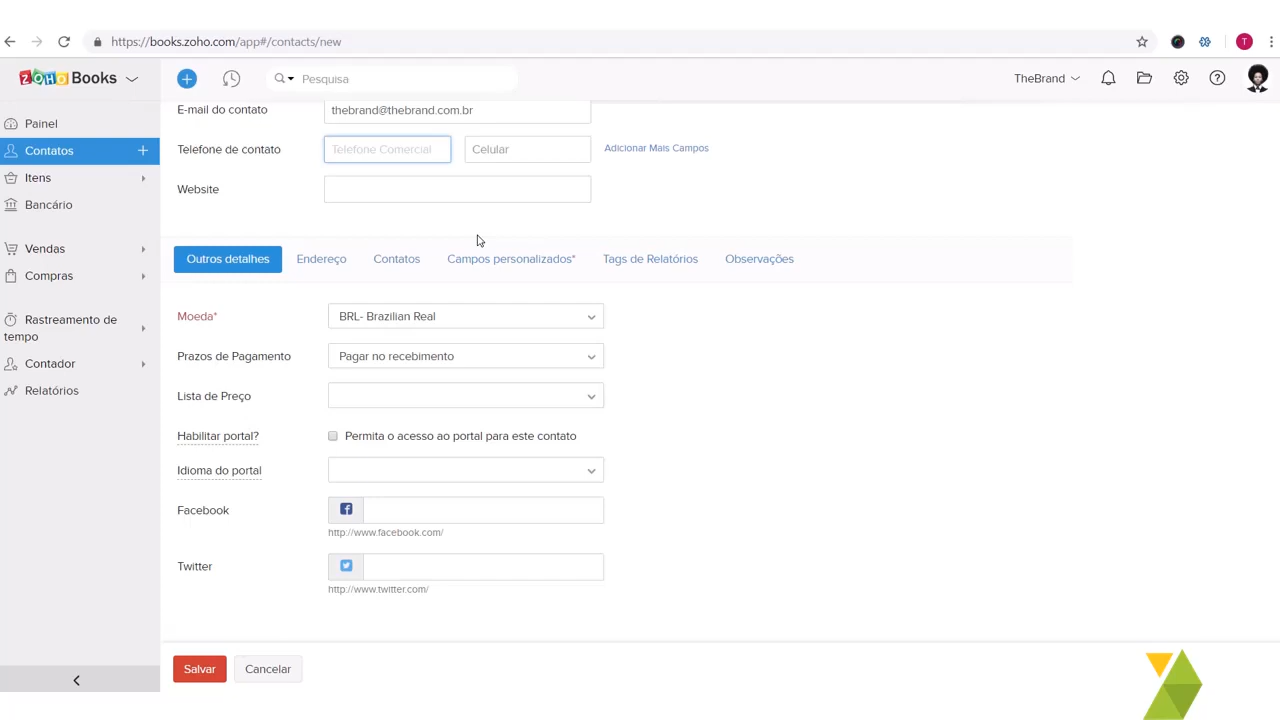 https://books.zoho.com/app#/contacts/new
T
ZOHO Books
Pesquisa
TheBrand
Painel
Contatos
Itens
Bancário
Vendas
Compras
Rastreamento de
tempo
Contador
Relatórios
E-mail do contato thebrand@thebrand.com.br
Telefone de contato Telefone Comercial Celular Adicionar Mais Campos
Website
Outros detalhes Endereço Contatos Campos personalizados* Tags de Relatórios Observações
Moeda* BRL- Brazilian Real
Prazos de Pagamento Pagar no recebimento
Lista de Preço
Habilitar portal? Permita o acesso ao portal para este contato
Idioma do portal
Facebook
http://www.facebook.com/
Twitter
http://www.twitter.com/
Salvar Cancelar